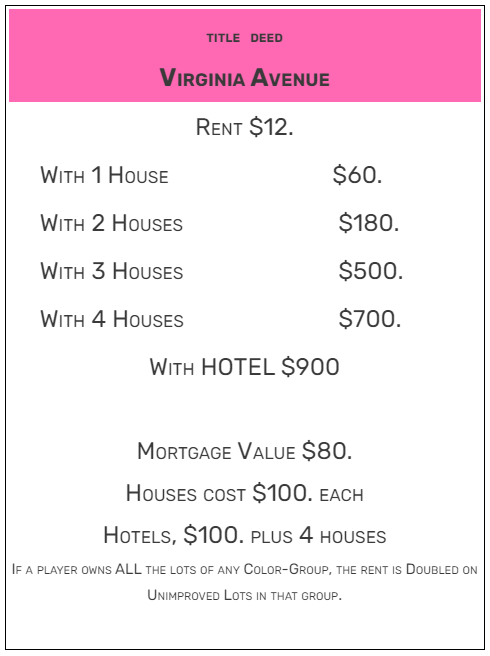 TITLE DEED
Virginia Avenue
Rent $12.
With 1 House $60.
With 2 Houses $180.
With 3 Houses $500.
With 4 Houses $700.
With HOTEL $900
Mortgage Value $80.
Houses cost $100. each
Hotels, $100. plus 4 houses
If a player owns ALL the lots of any Color-Group, the rent is Doubled on
Unimproved Lots in that group.